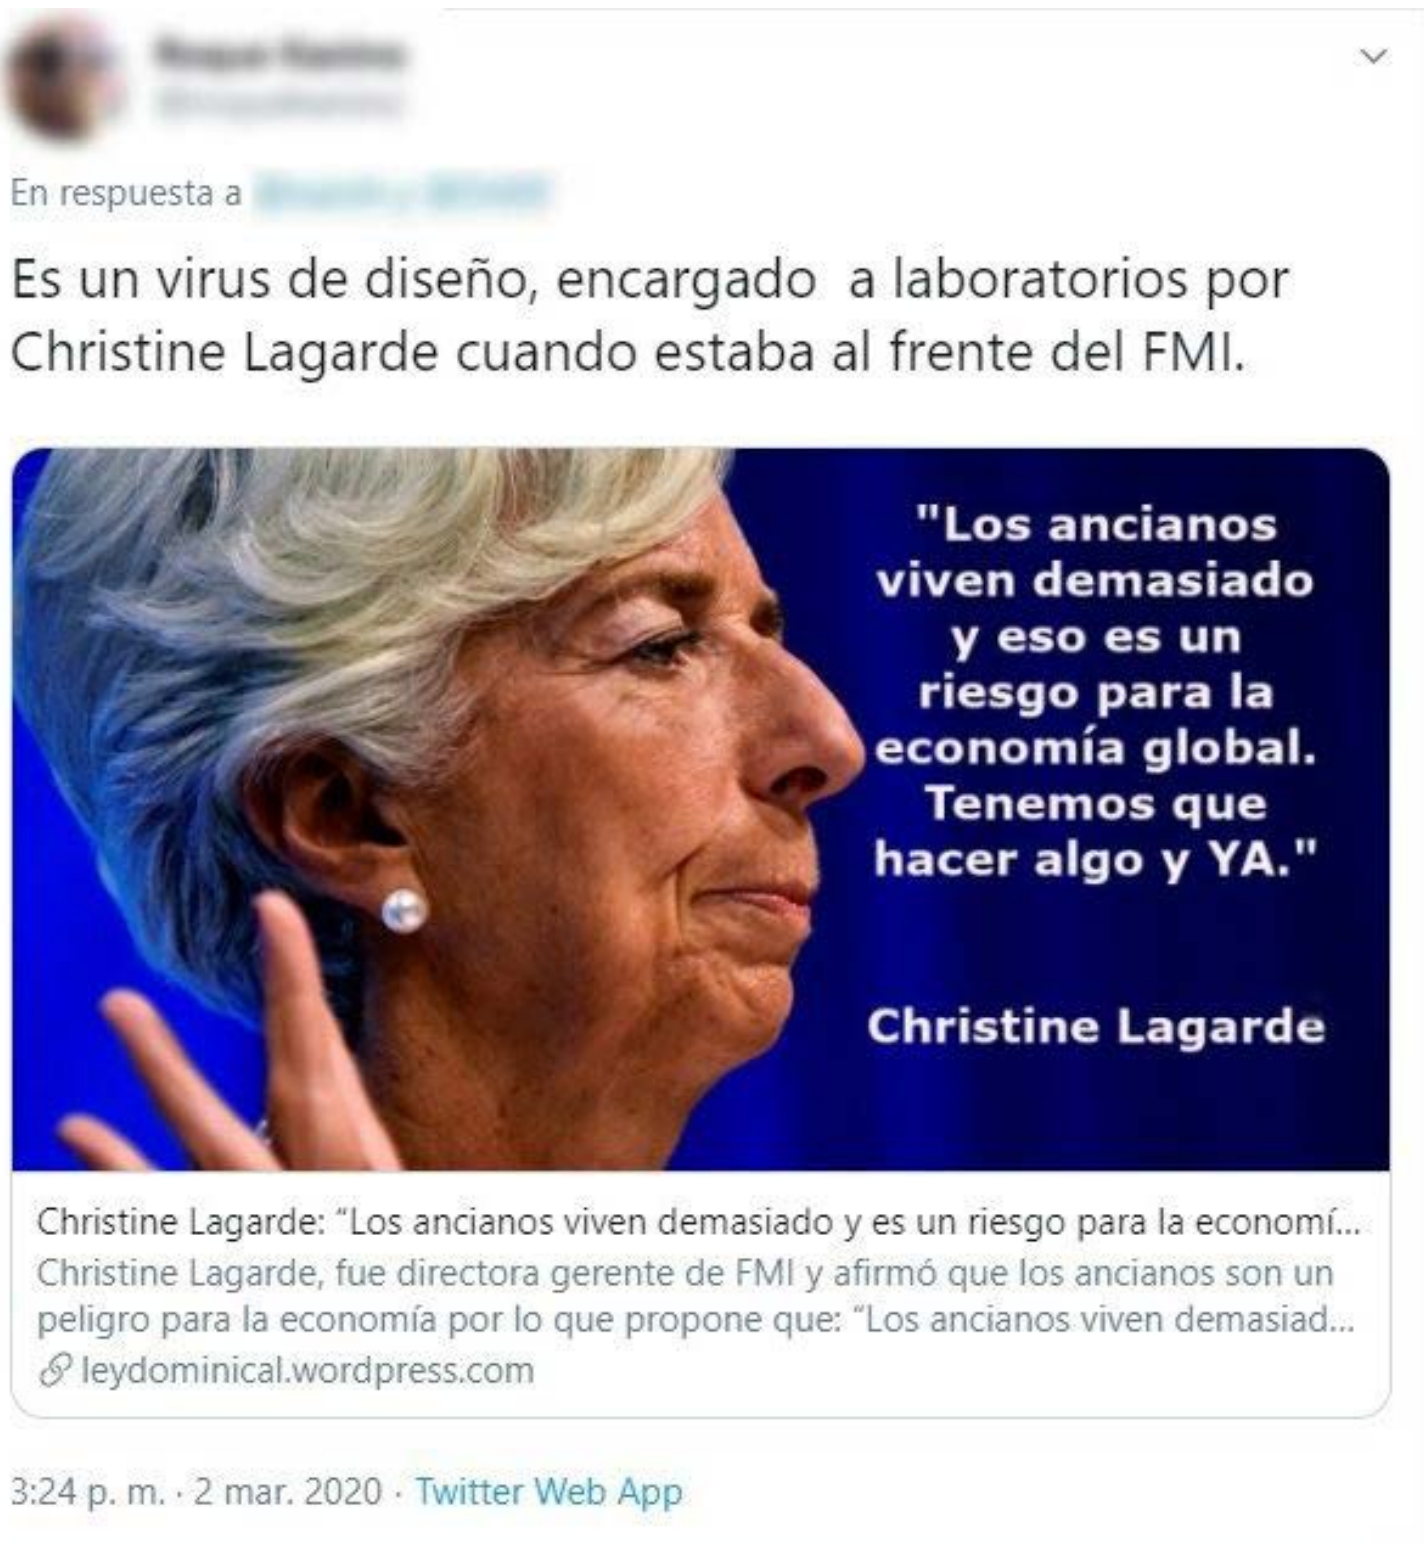 En respuesta a
Es un virus de diseño, encargado  a laboratorios por
Christine Lagarde cuando estaba al frente del FMI.
"Los ancianos
viven demasiado
y eso es un
riesgo para la
economía global.
Tenemos que
hacer algo y YA."
Christine Lagarde
Christine Lagarde: “Los ancianos viven demasiado y es un riesgo para la economí...
Christine Lagarde, fue directora gerente de FMI y afirmó que los ancianos son un
peligro para la economía por lo que propone que: “Los ancianos viven demasiad...
leydominical.wordpress.com
3:24 p. m. · 2 mar. 2020 · Twitter Web App